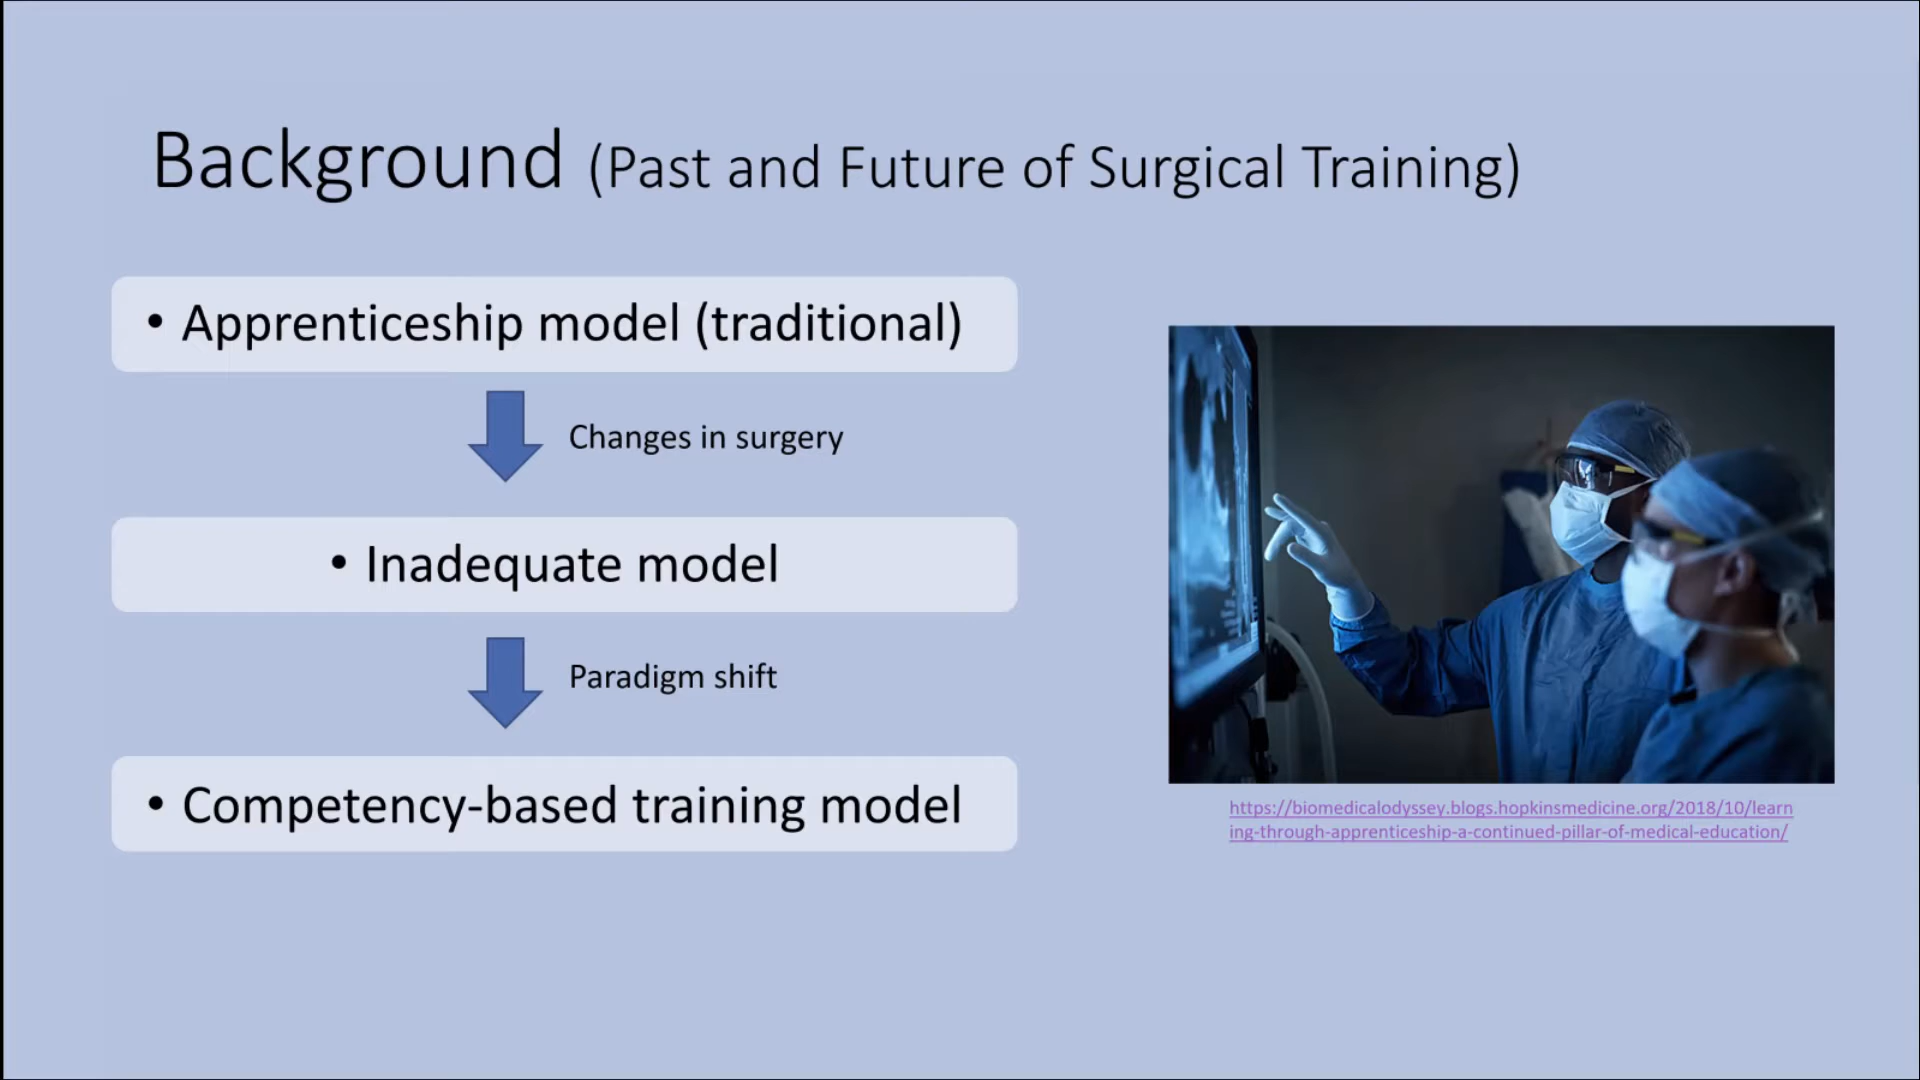 Background (Past and Future of Surgical Training)
• Apprenticeship model (traditional)
Changes in surgery
• Inadequate model
Paradigm shift
• Competency-based training model
https://biomedicalodyssey.blogs.hopkinsmedicine.org/2018/10/learn
ing-through-apprenticeship-a-continued-pillar-of-medical-education/